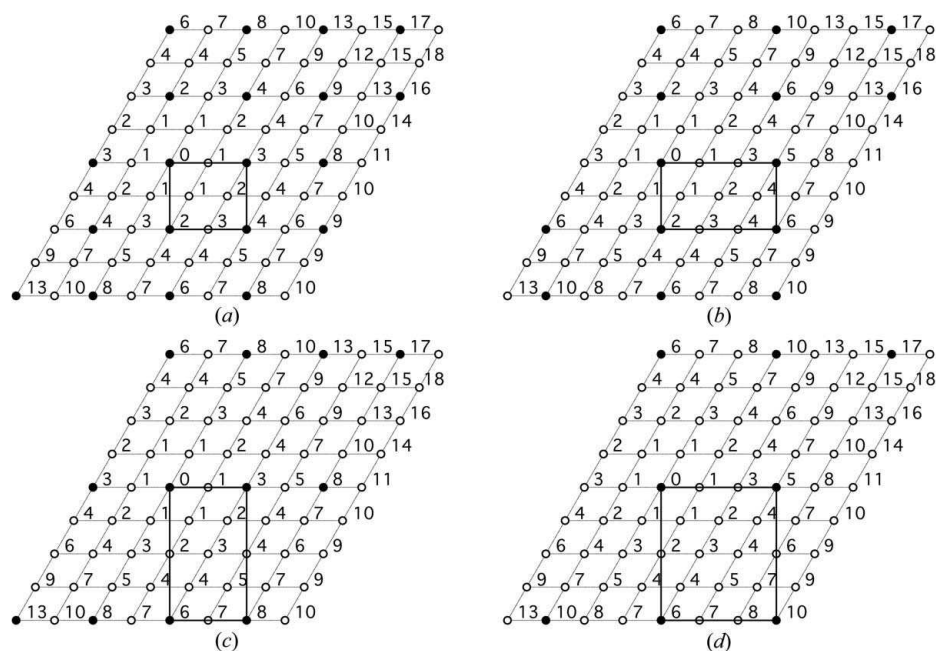 6 7 8 10 13 15 17
4 4 5 7 9 12 15 18
3 2 3 4 6 9 13 16
2 1 1 2 4 7 10 14
3 1 0 1 3 5 8 11
4 2 1 1 2 4 7 10
6 4 3 2 3 4 6 9
9 7 5 4 4 5 7 9
13 10 8 7 6 7 8 10
(a)
6 7 8 10 13 15 17
4 4 5 7 9 12 15 18
3 2 3 4 6 9 13 16
2 1 1 2 4 7 10 14
3 1 0 1 3 5 8 11
4 2 1 1 2 4 7 10
6 4 3 2 3 4 6 9
9 7 5 4 4 5 7 9
13 10 8 7 6 7 8 10
(b)
6 7 8 10 13 15 17
4 4 5 7 9 12 15 18
3 2 3 4 6 9 13 16
2 1 1 2 4 7 10 14
3 1 0 1 3 5 8 11
4 2 1 1 2 4 7 10
6 4 3 2 3 4 6 9
9 7 5 4 4 5 7 9
13 10 8 7 6 7 8 10
(c)
6 7 8 10 13 15 17
4 4 5 7 9 12 15 18
3 2 3 4 6 9 13 16
2 1 1 2 4 7 10 14
3 1 0 1 3 5 8 11
4 2 1 1 2 4 7 10
6 4 3 2 3 4 6 9
9 7 5 4 4 5 7 9
13 10 8 7 6 7 8 10
(d)